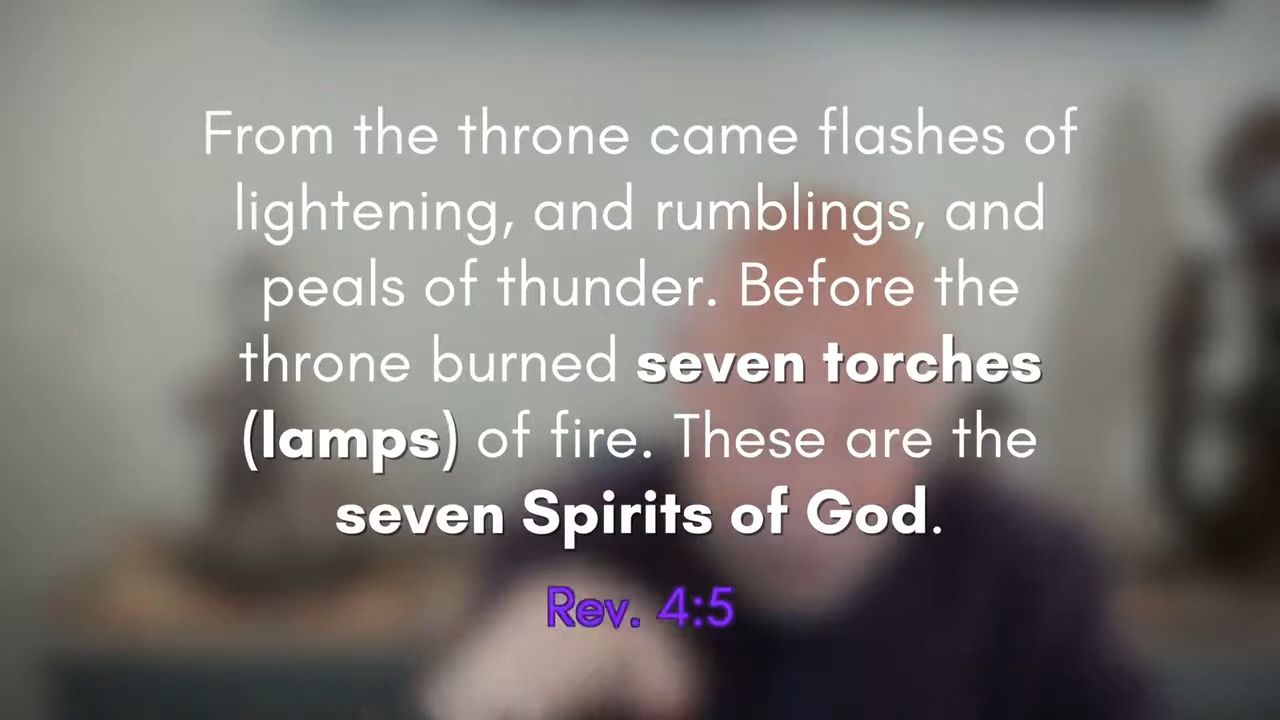 From the throne came flashes of
lightening, and rumblings, and
peals of thunder. Before the
throne burned seven torches
(lamps) of fire. These are the
seven Spirits of God.
Rev. 4:5